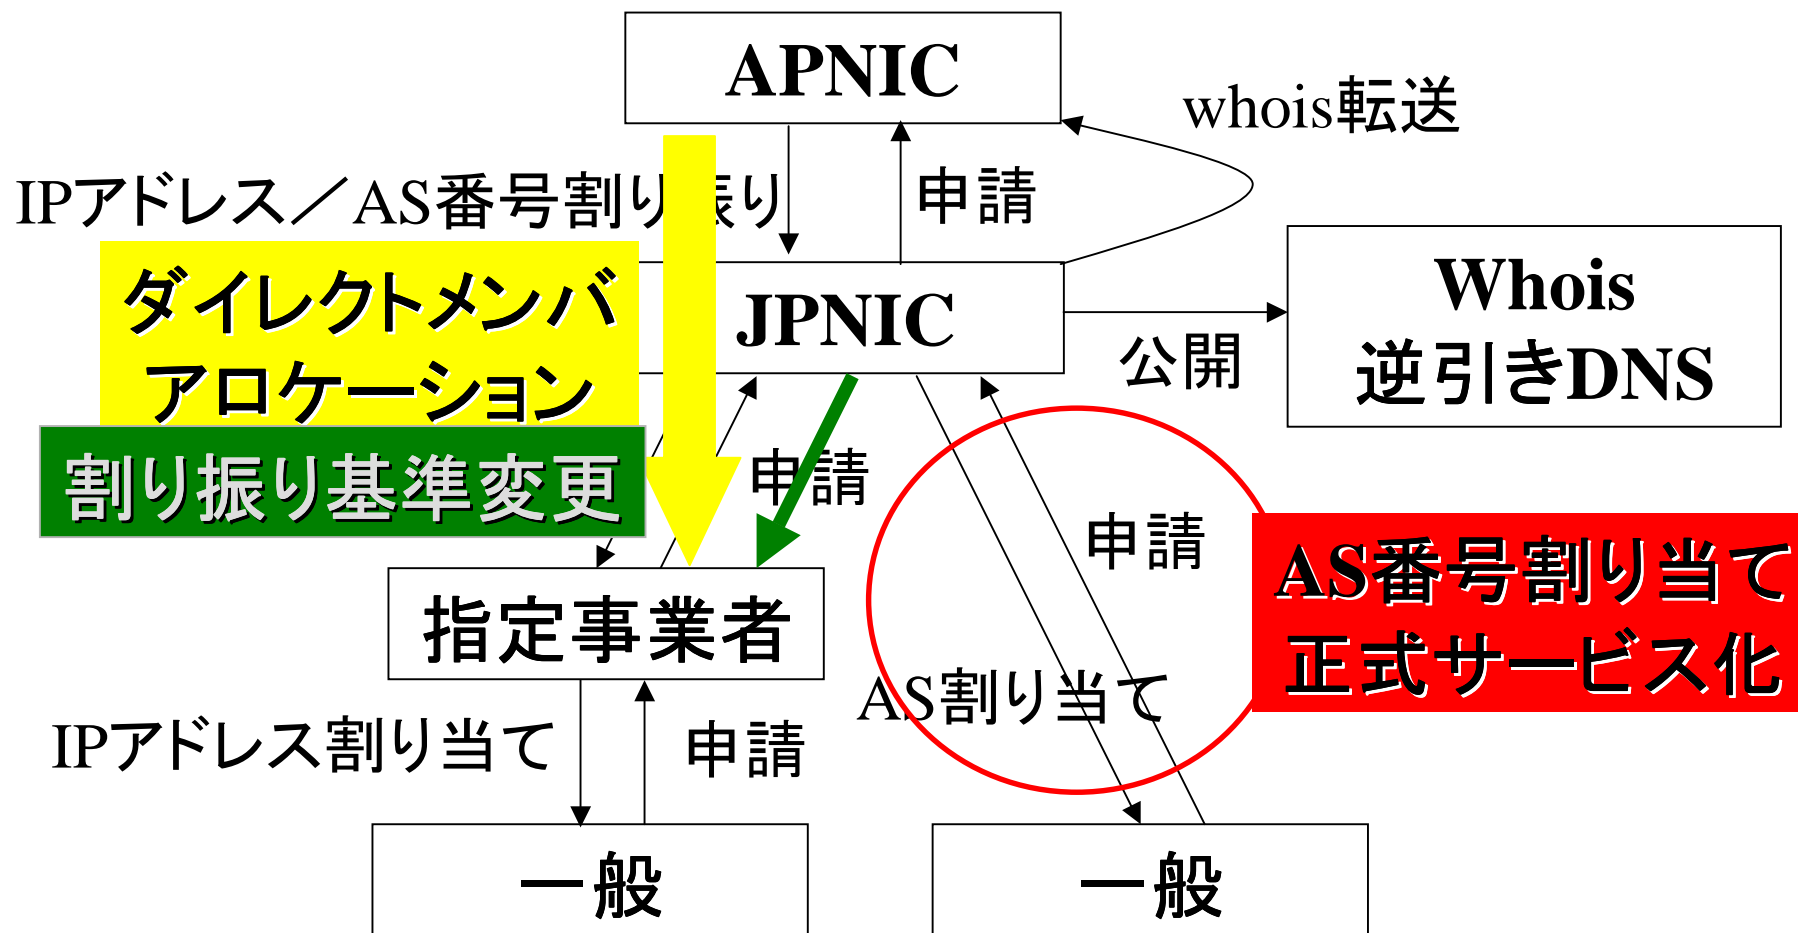 APNIC
whois転送
IPアドレス／AS番号割り振り
申請
ダイレクトメンバ
アロケーション
JPNIC
公開
Whois
逆引きDNS
割り振り基準変更
申請
申請
AS番号割り当て
正式サービス化
指定事業者
AS割り当て
IPアドレス割り当て
申請
一般
一般